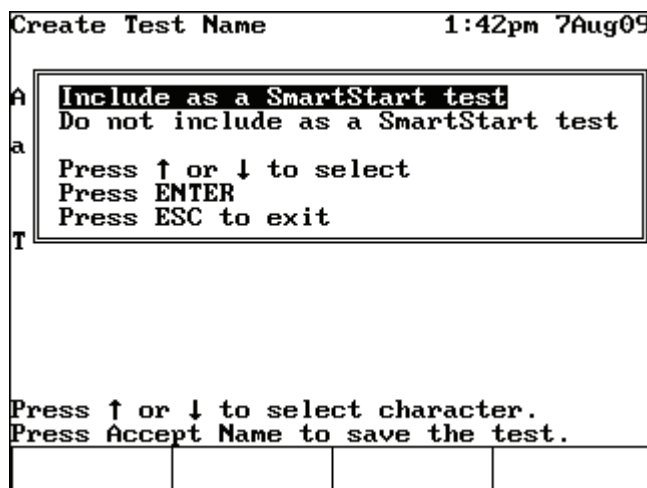 Create Test Name 1:42pm 7Aug09
A
Include as a SmartStart test
Do not include as a SmartStart test
a
Press ↑ or ↓ to select
Press ENTER
Press ESC to exit
T
Press ↑ or ↓ to select character.
Press Accept Name to save the test.